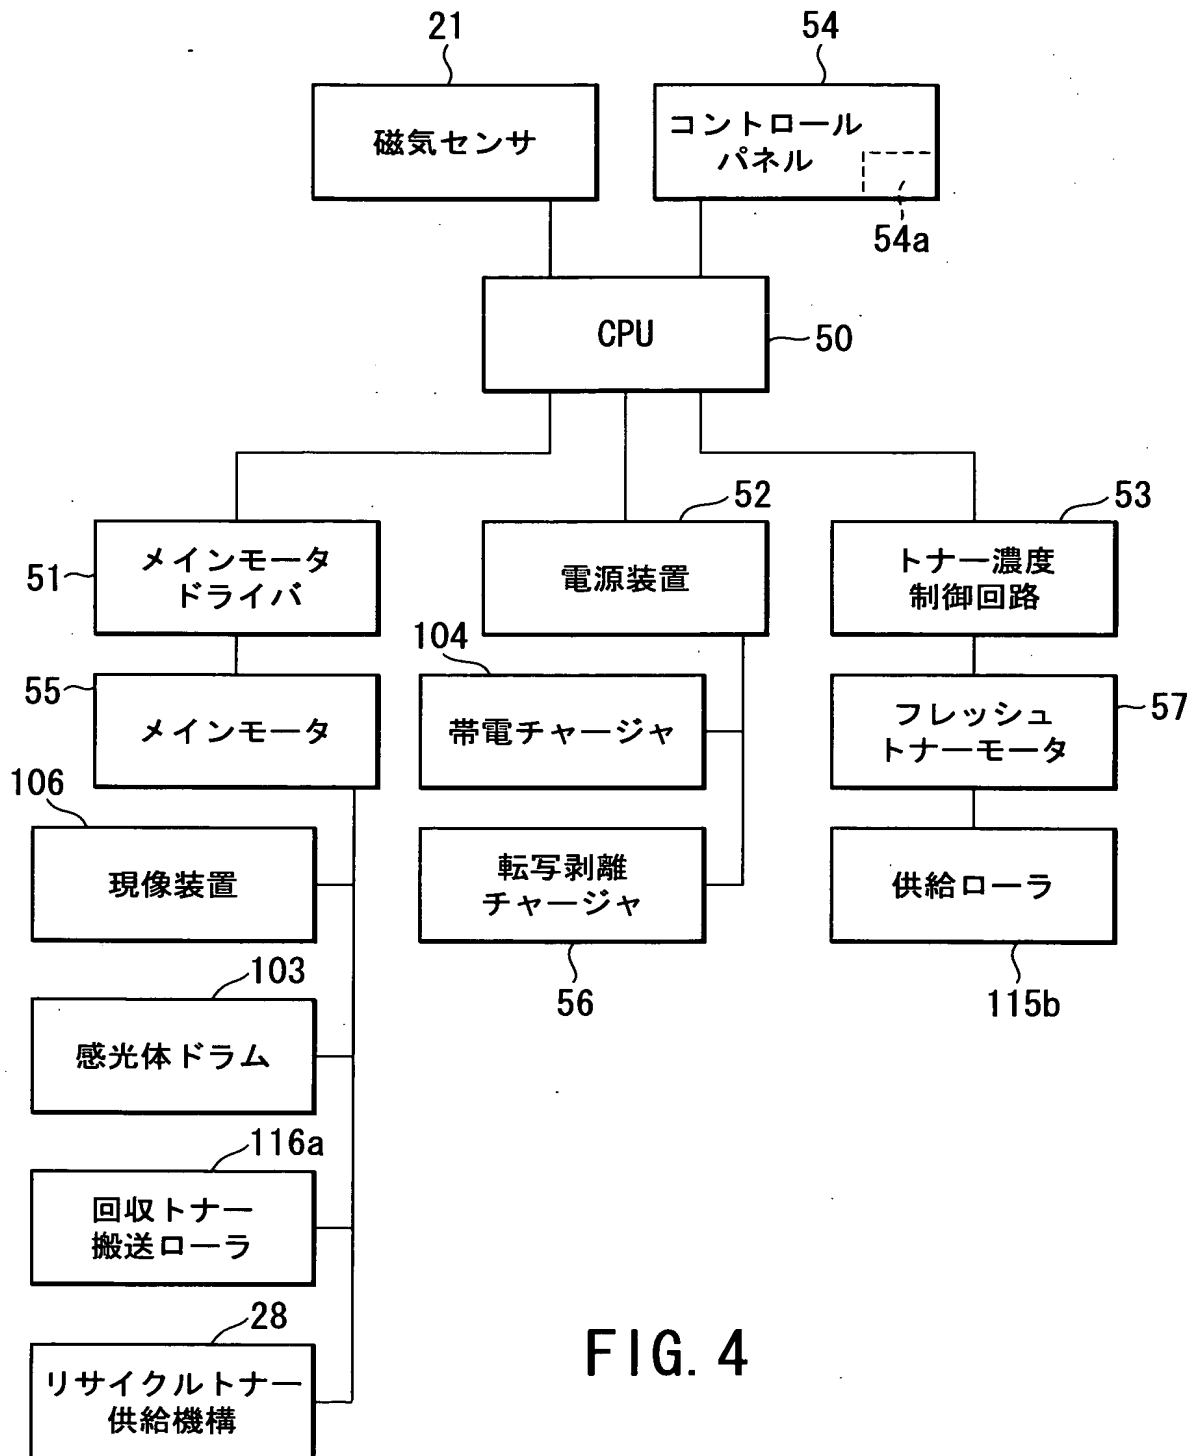 21
54
磁気センサ
コントロール
パネル
54a
CPU
50
51
メインモータ
ドライバ
52
電源装置
53
トナー濃度
制御回路
55
メインモータ
104
帯電チャージャ
57
フレッシュ
トナーモータ
106
現像装置
転写剥離
チャージャ
56
供給ローラ
115b
103
感光体ドラム
116a
回収トナー
搬送ローラ
28
リサイクルトナー
供給機構
FIG. 4